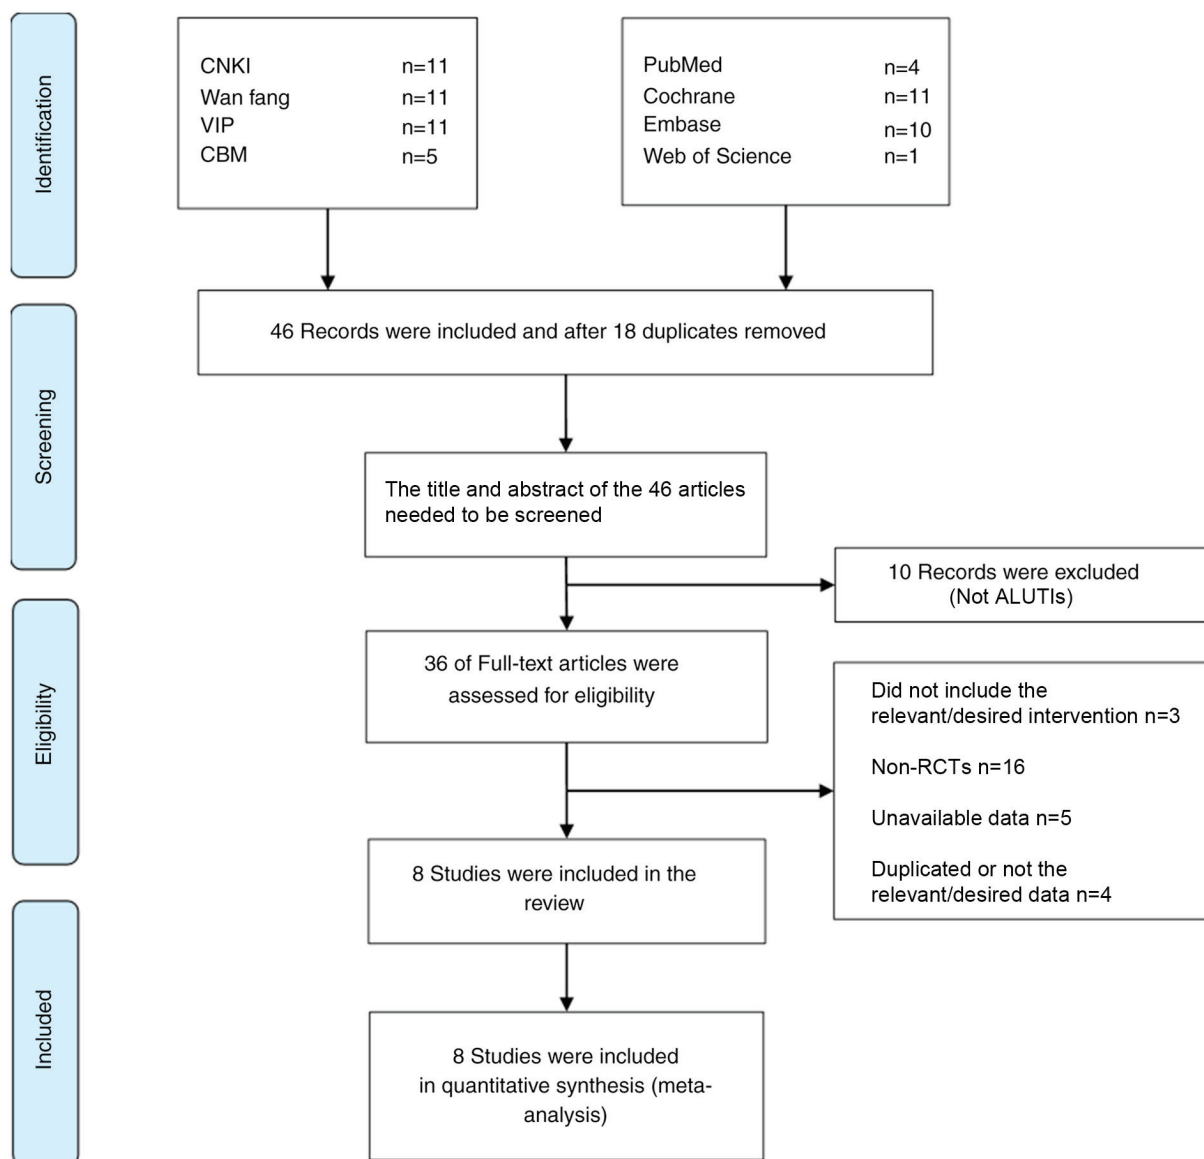 Identification
CNKI n=11
Wan fang n=11
VIP n=11
CBM n=5
PubMed n=4
Cochrane n=11
Embase n=10
Web of Science n=1
Screening
46 Records were included and after 18 duplicates removed
The title and abstract of the 46 articles
needed to be screened
10 Records were excluded
(Not ALUTIs)
Eligibility
36 of Full-text articles were
assessed for eligibility
Did not include the
relevant/desired intervention n=3
Non-RCTs n=16
Unavailable data n=5
Duplicated or not the
relevant/desired data n=4
8 Studies were included in the
review
Included
8 Studies were included
in quantitative synthesis (meta-
analysis)